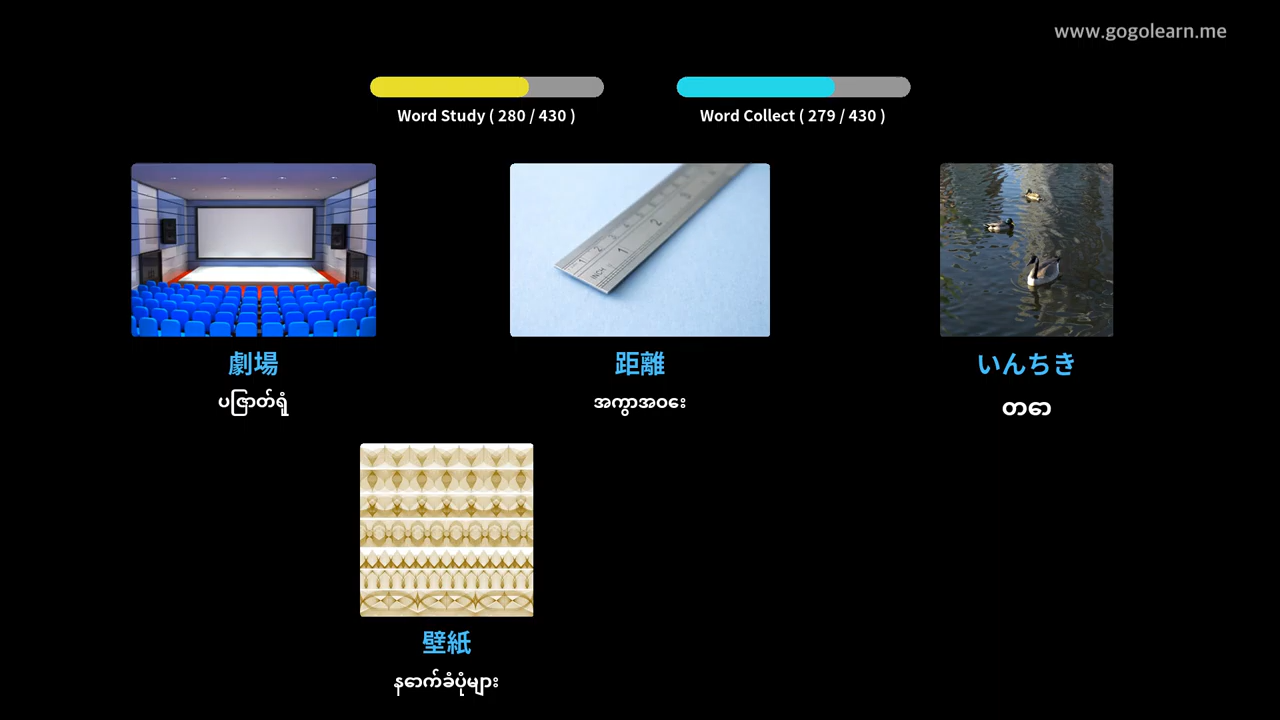 www.gogolearn.me
Word Study ( 280 / 430 )
Word Collect ( 279 / 430 )
劇場
ပြဇာတ်ရုံ
距離
အကွာအဝေး
いんちき
တော
壁紙
နောက်ခံပုံများ